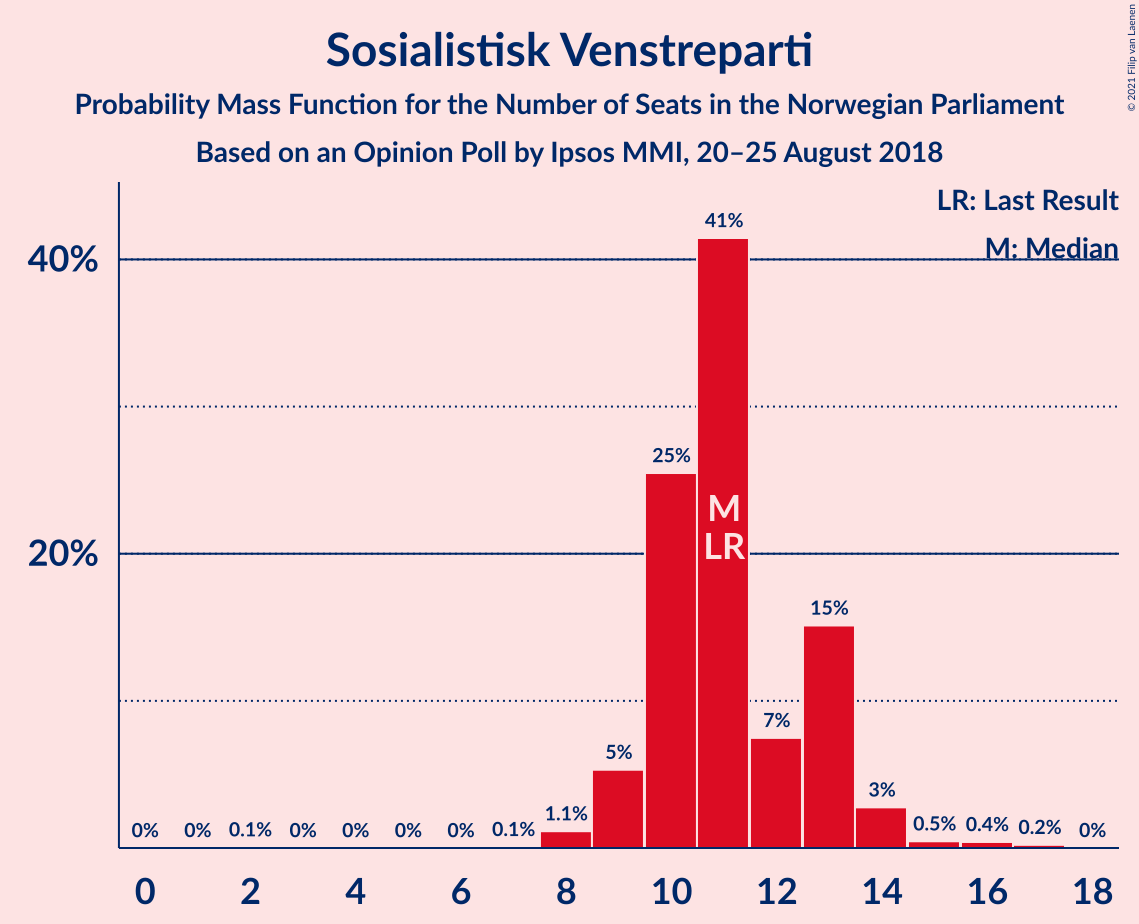 Sosialistisk Venstreparti
Probability Mass Function for the Number of Seats in the Norwegian Parliament
Based on an Opinion Poll by Ipsos MMI, 20–25 August 2018
© 2021 Filip van Laenen
LR: Last Result
M: Median
40%
20%
0%
0%
0.1%
0%
0%
0%
0%
0.1%
1.1%
5%
25%
41%
7%
15%
3%
0.5%
0.4%
0.2%
0%
M
LR
0 2 4 6 8 10 12 14 16 18